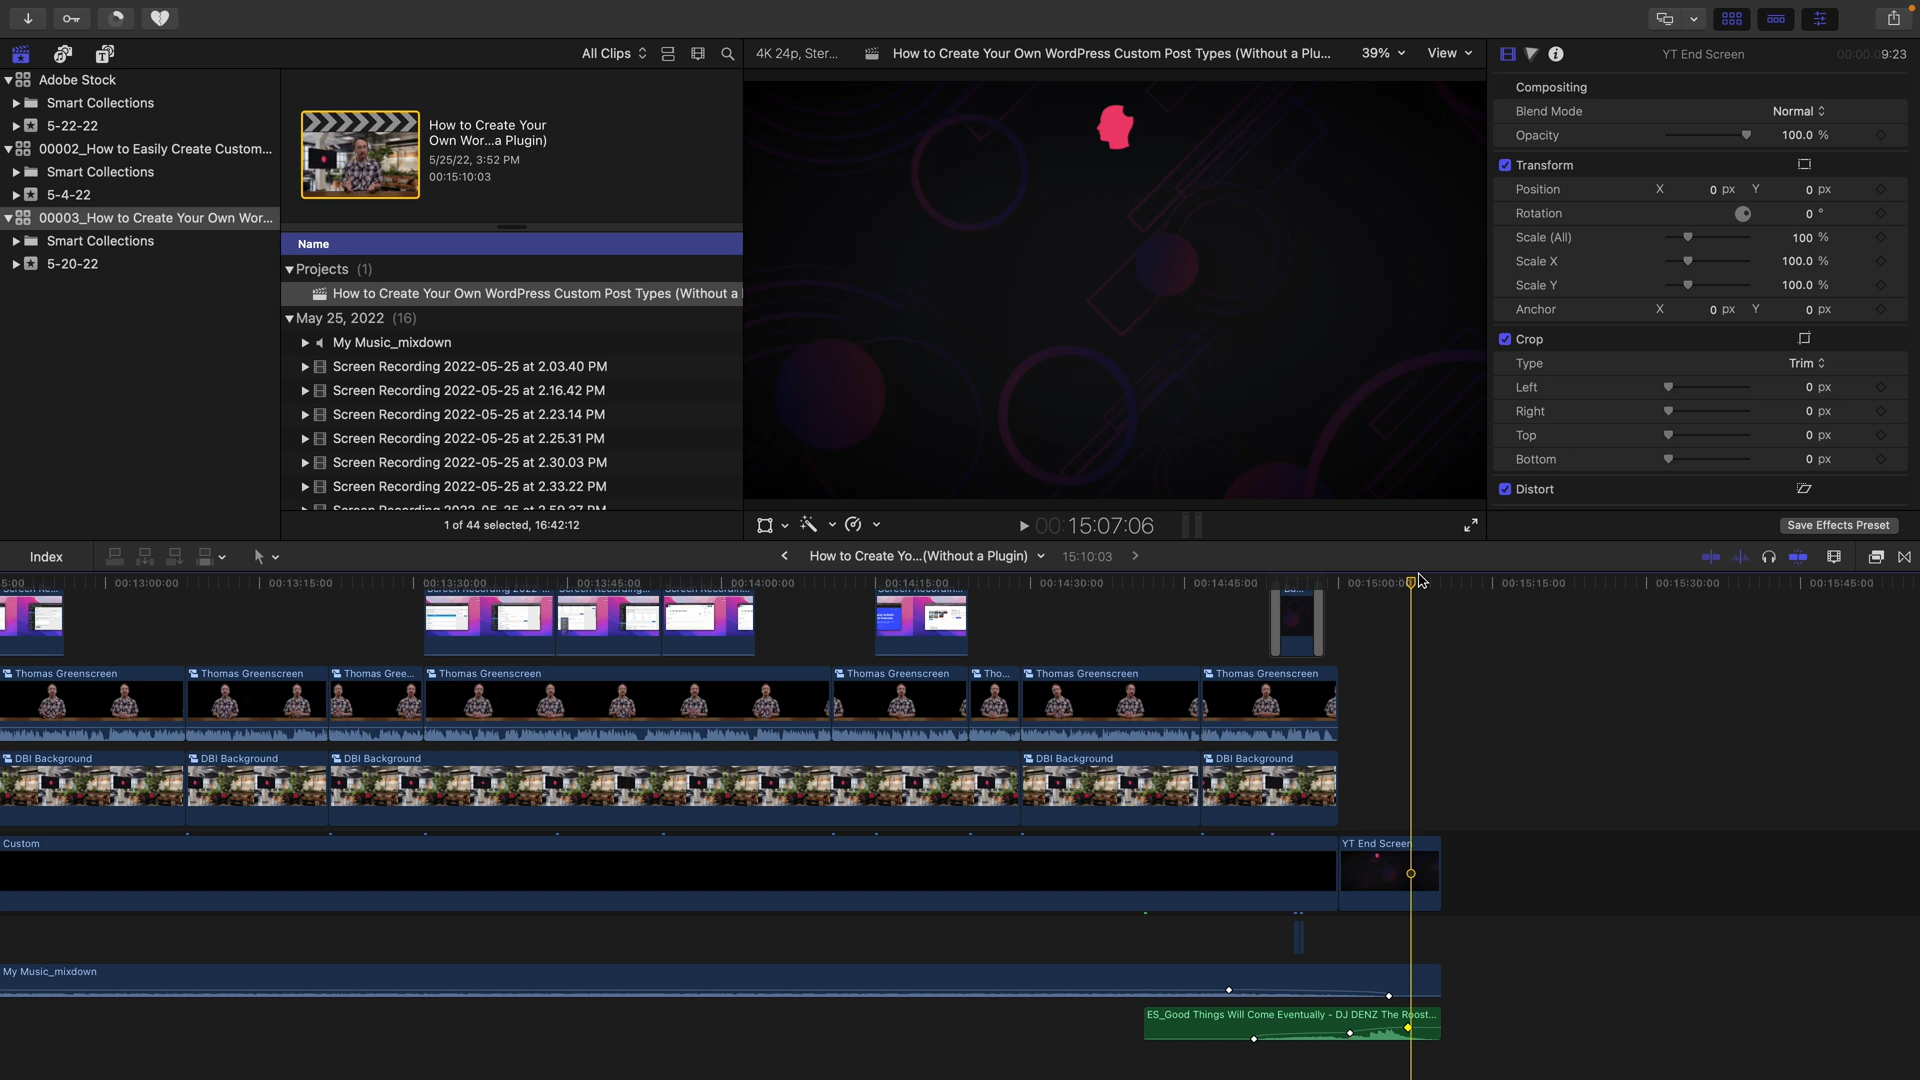 All Clips
4K 24p, Ster...
How to Create Your Own WordPress Custom Post Types (Without a Plu...
39%
View
YT End Screen
00:00:09:23
Adobe Stock
Smart Collections
5-22-22
00002_How to Easily Create Custom...
Smart Collections
5-4-22
00003_How to Create Your Own Wor...
Smart Collections
5-20-22
How to Create Your
Own Wor...a Plugin)
5/25/22, 3:52 PM
00:15:10:03
Name
Projects (1)
How to Create Your Own WordPress Custom Post Types (Without a
May 25, 2022 (16)
My Music_mixdown
Screen Recording 2022-05-25 at 2.03.40 PM
Screen Recording 2022-05-25 at 2.16.42 PM
Screen Recording 2022-05-25 at 2.23.14 PM
Screen Recording 2022-05-25 at 2.25.31 PM
Screen Recording 2022-05-25 at 2.30.03 PM
Screen Recording 2022-05-25 at 2.33.22 PM
1 of 44 selected, 16:42:12
Compositing
Blend Mode Normal
Opacity 100.0 %
Transform
Position X 0 px Y 0 px
Rotation 0 °
Scale (All) 100 %
Scale X 100.0 %
Scale Y 100.0 %
Anchor X 0 px Y 0 px
Crop
Type Trim
Left 0 px
Right 0 px
Top 0 px
Bottom 0 px
Distort
00:15:07:06
Save Effects Preset
Index
How to Create Yo...(Without a Plugin)
15:10:03
5:00 00:13:00:00 00:13:15:00 00:13:30:00 00:13:45:00 00:14:00:00 00:14:15:00 00:14:30:00 00:14:45:00 00:15:00:00 00:15:15:00 00:15:30:00 00:15:45:00
Thomas Greenscreen Thomas Greenscreen Thomas Gree... Thomas Greenscreen Thomas Greenscreen Tho... Thomas Greenscreen Thomas Greenscreen
DBI Background DBI Background DBI Background DBI Background DBI Background
Custom YT End Screen
My Music_mixdown
ES_Good Things Will Come Eventually - DJ DENZ The Roost...